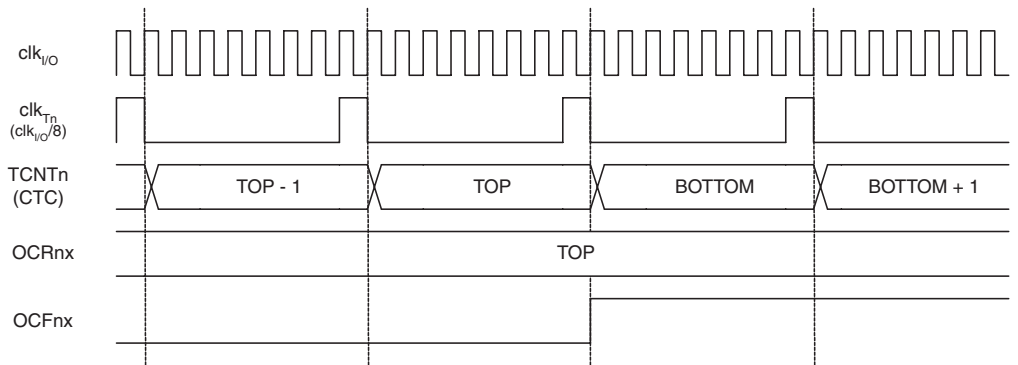 clkI/O
clkTn
(clkI/O/8)
TCNTn
(CTC)
TOP - 1
TOP
BOTTOM
BOTTOM + 1
OCRnx
TOP
OCFnx